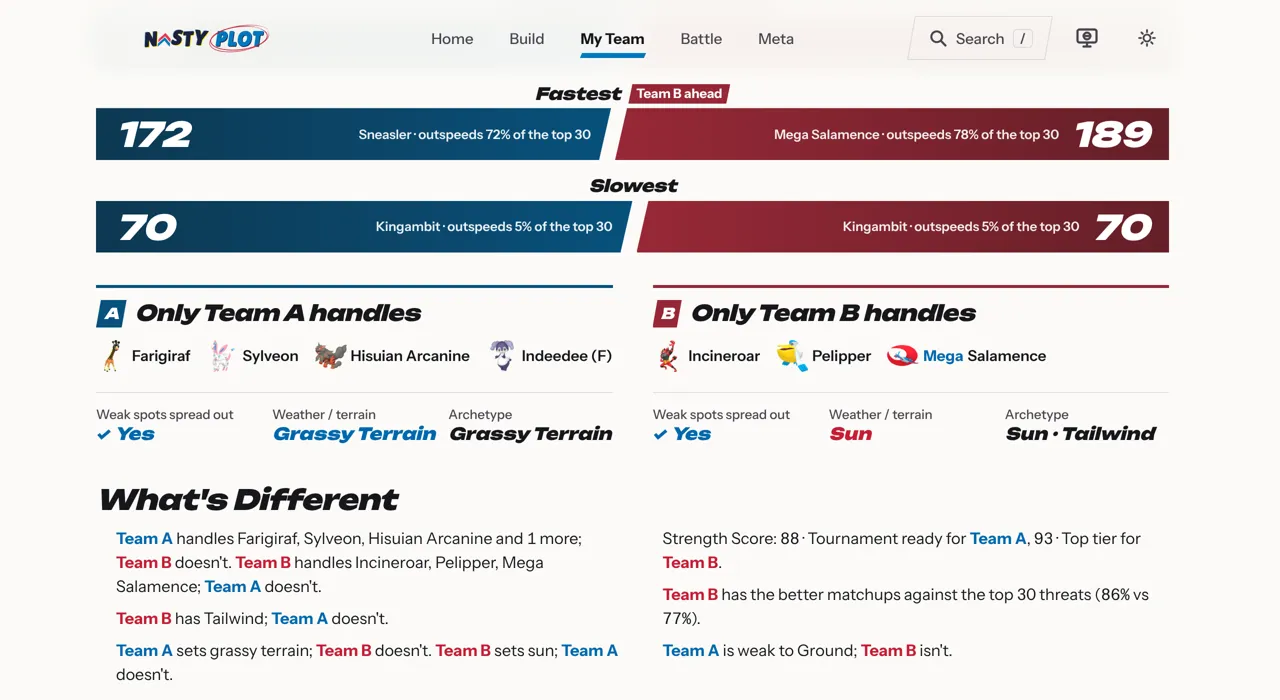 NASTY PLOT
Home
Build
My Team
Battle
Meta
Search /
Fastest Team B ahead
172 Sneasler · outspeeds 72% of the top 30
Mega Salamence · outspeeds 78% of the top 30 189
Slowest
70 Kingambit · outspeeds 5% of the top 30
Kingambit · outspeeds 5% of the top 30 70
A Only Team A handles
Farigiraf Sylveon Hisuian Arcanine Indeedee (F)
Weak spots spread out Weather / terrain Archetype
Yes Grassy Terrain Grassy Terrain
B Only Team B handles
Incineroar Pelipper Mega Salamence
Weak spots spread out Weather / terrain Archetype
Yes Sun Sun · Tailwind
What's Different
Team A handles Farigiraf, Sylveon, Hisuian Arcanine and 1 more;
Team B doesn't. Team B handles Incineroar, Pelipper, Mega
Salamence; Team A doesn't.
Team B has Tailwind; Team A doesn't.
Team A sets grassy terrain; Team B doesn't. Team B sets sun; Team A
doesn't.
Strength Score: 88 · Tournament ready for Team A, 93 · Top tier for
Team B.
Team B has the better matchups against the top 30 threats (86% vs
77%).
Team A is weak to Ground; Team B isn't.